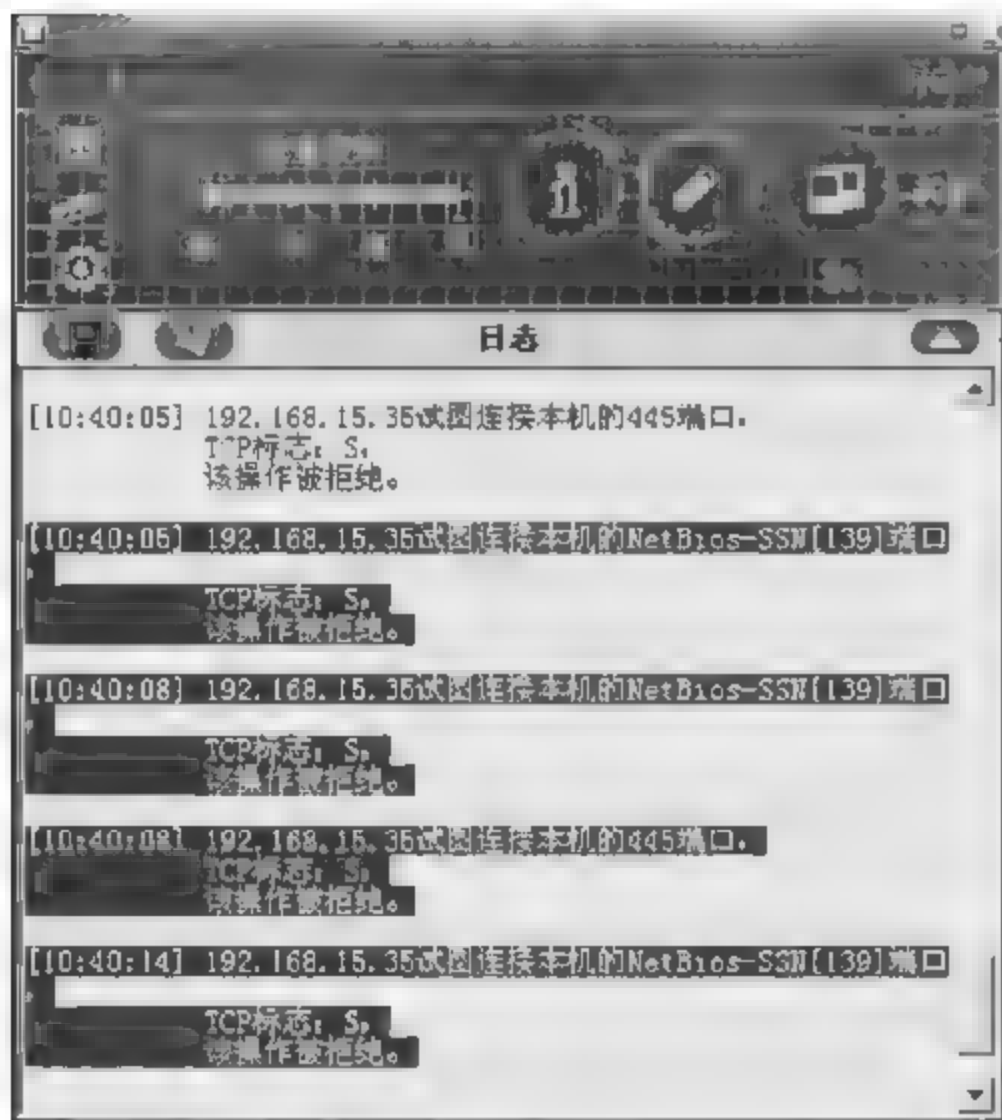 日志
[10:40:05] 192.168.15.35试图连接本机的445端口.
TCP标志: S,
该操作被拒绝。
[10:40:05] 192.168.15.35试图连接本机的NetBios-SSN[139]端口
.
TCP标志: S,
该操作被拒绝。
[10:40:08] 192.168.15.35试图连接本机的NetBios-SSN[139]端口
.
TCP标志: S,
该操作被拒绝。
[10:40:08] 192.168.15.35试图连接本机的445端口.
TCP标志: S,
该操作被拒绝。
[10:40:14] 192.168.15.35试图连接本机的NetBios-SSN[139]端口
.
TCP标志: S,
该操作被拒绝。